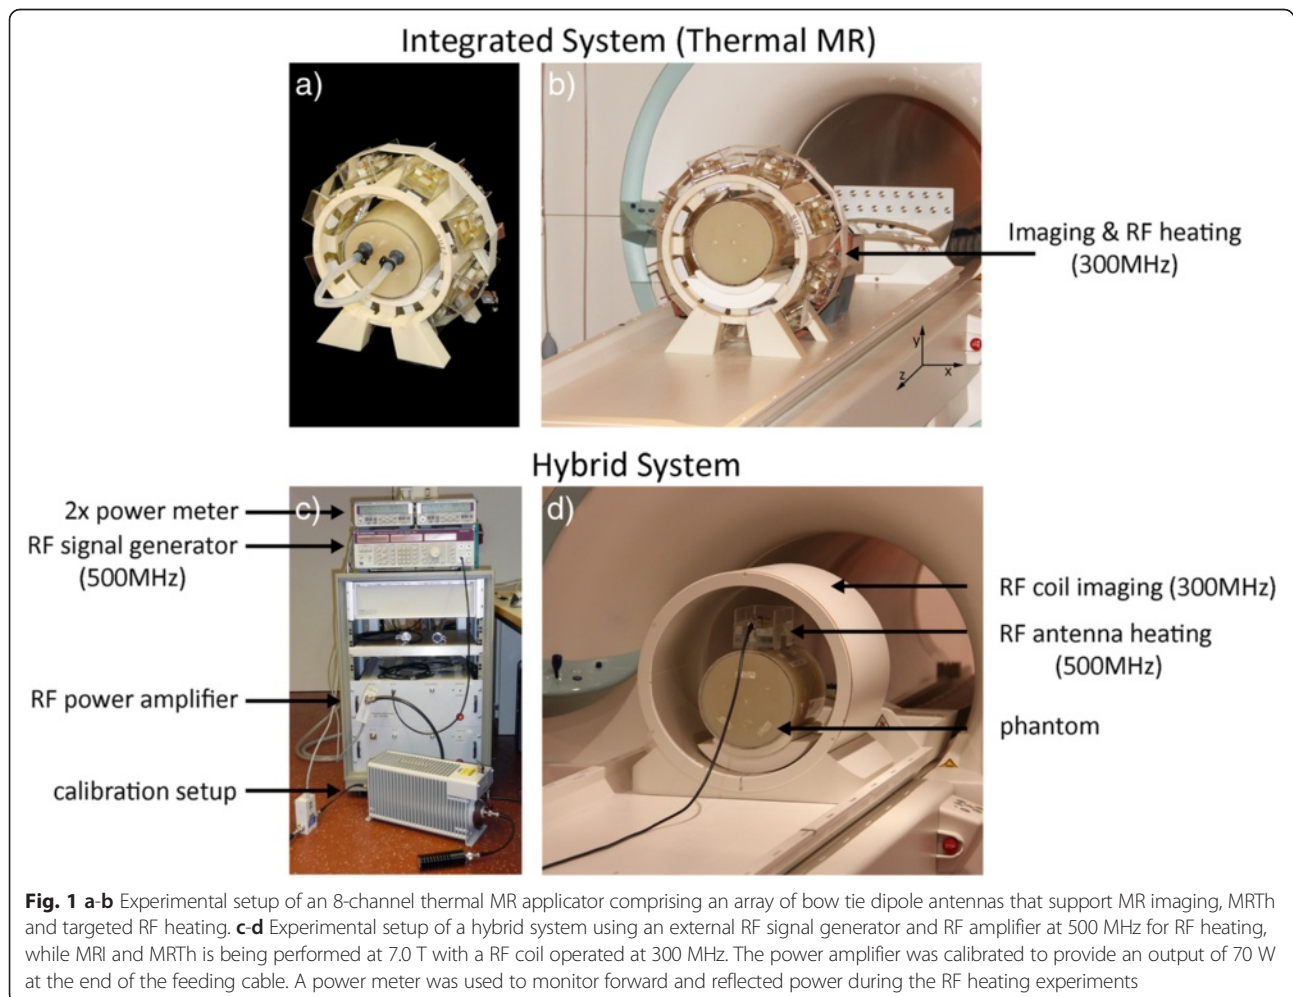 Integrated System (Thermal MR)
a)
b)
Imaging & RF heating
(300MHz)
y
x
z
Hybrid System
c)
d)
2x power meter
RF signal generator
(500MHz)
RF power amplifier
calibration setup
RF coil imaging (300MHz)
RF antenna heating
(500MHz)
phantom
Fig. 1 a-b Experimental setup of an 8-channel thermal MR applicator comprising an array of bow tie dipole antennas that support MR imaging, MRTh
and targeted RF heating. c-d Experimental setup of a hybrid system using an external RF signal generator and RF amplifier at 500 MHz for RF heating,
while MRI and MRTh is being performed at 7.0 T with a RF coil operated at 300 MHz. The power amplifier was calibrated to provide an output of 70 W
at the end of the feeding cable. A power meter was used to monitor forward and reflected power during the RF heating experiments